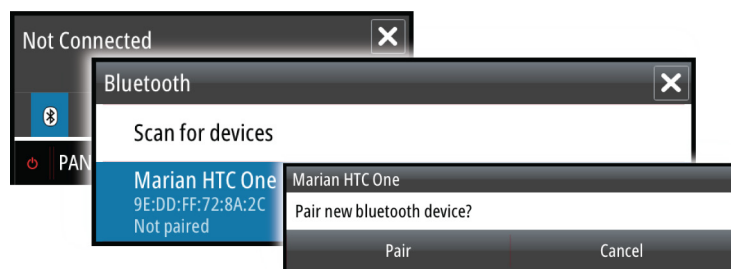 Not Connected
Bluetooth
Scan for devices
PAN
Marian HTC One
9E:DD:FF:72:8A:2C
Not paired
Marian HTC One
Pair new bluetooth device?
Pair Cancel